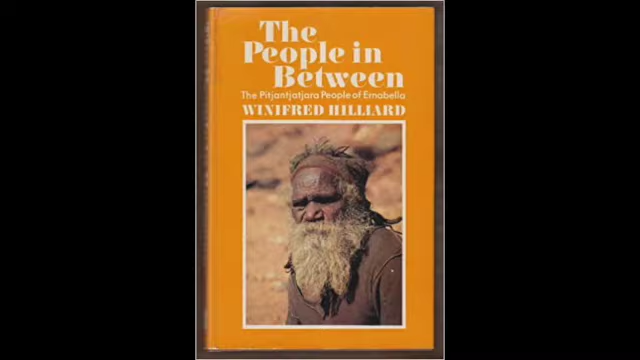 The
People in
Between
The Pitjantjatjara People of Ernabella
WINIFRED HILLIARD